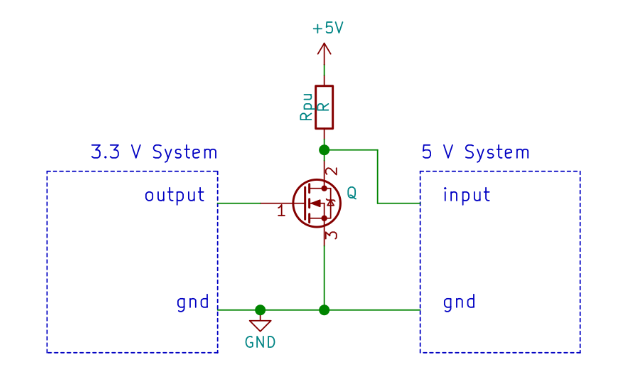 +5V
Rpu
R
3.3 V System
5 V System
2
output
Q
input
1
3
gnd
gnd
GND